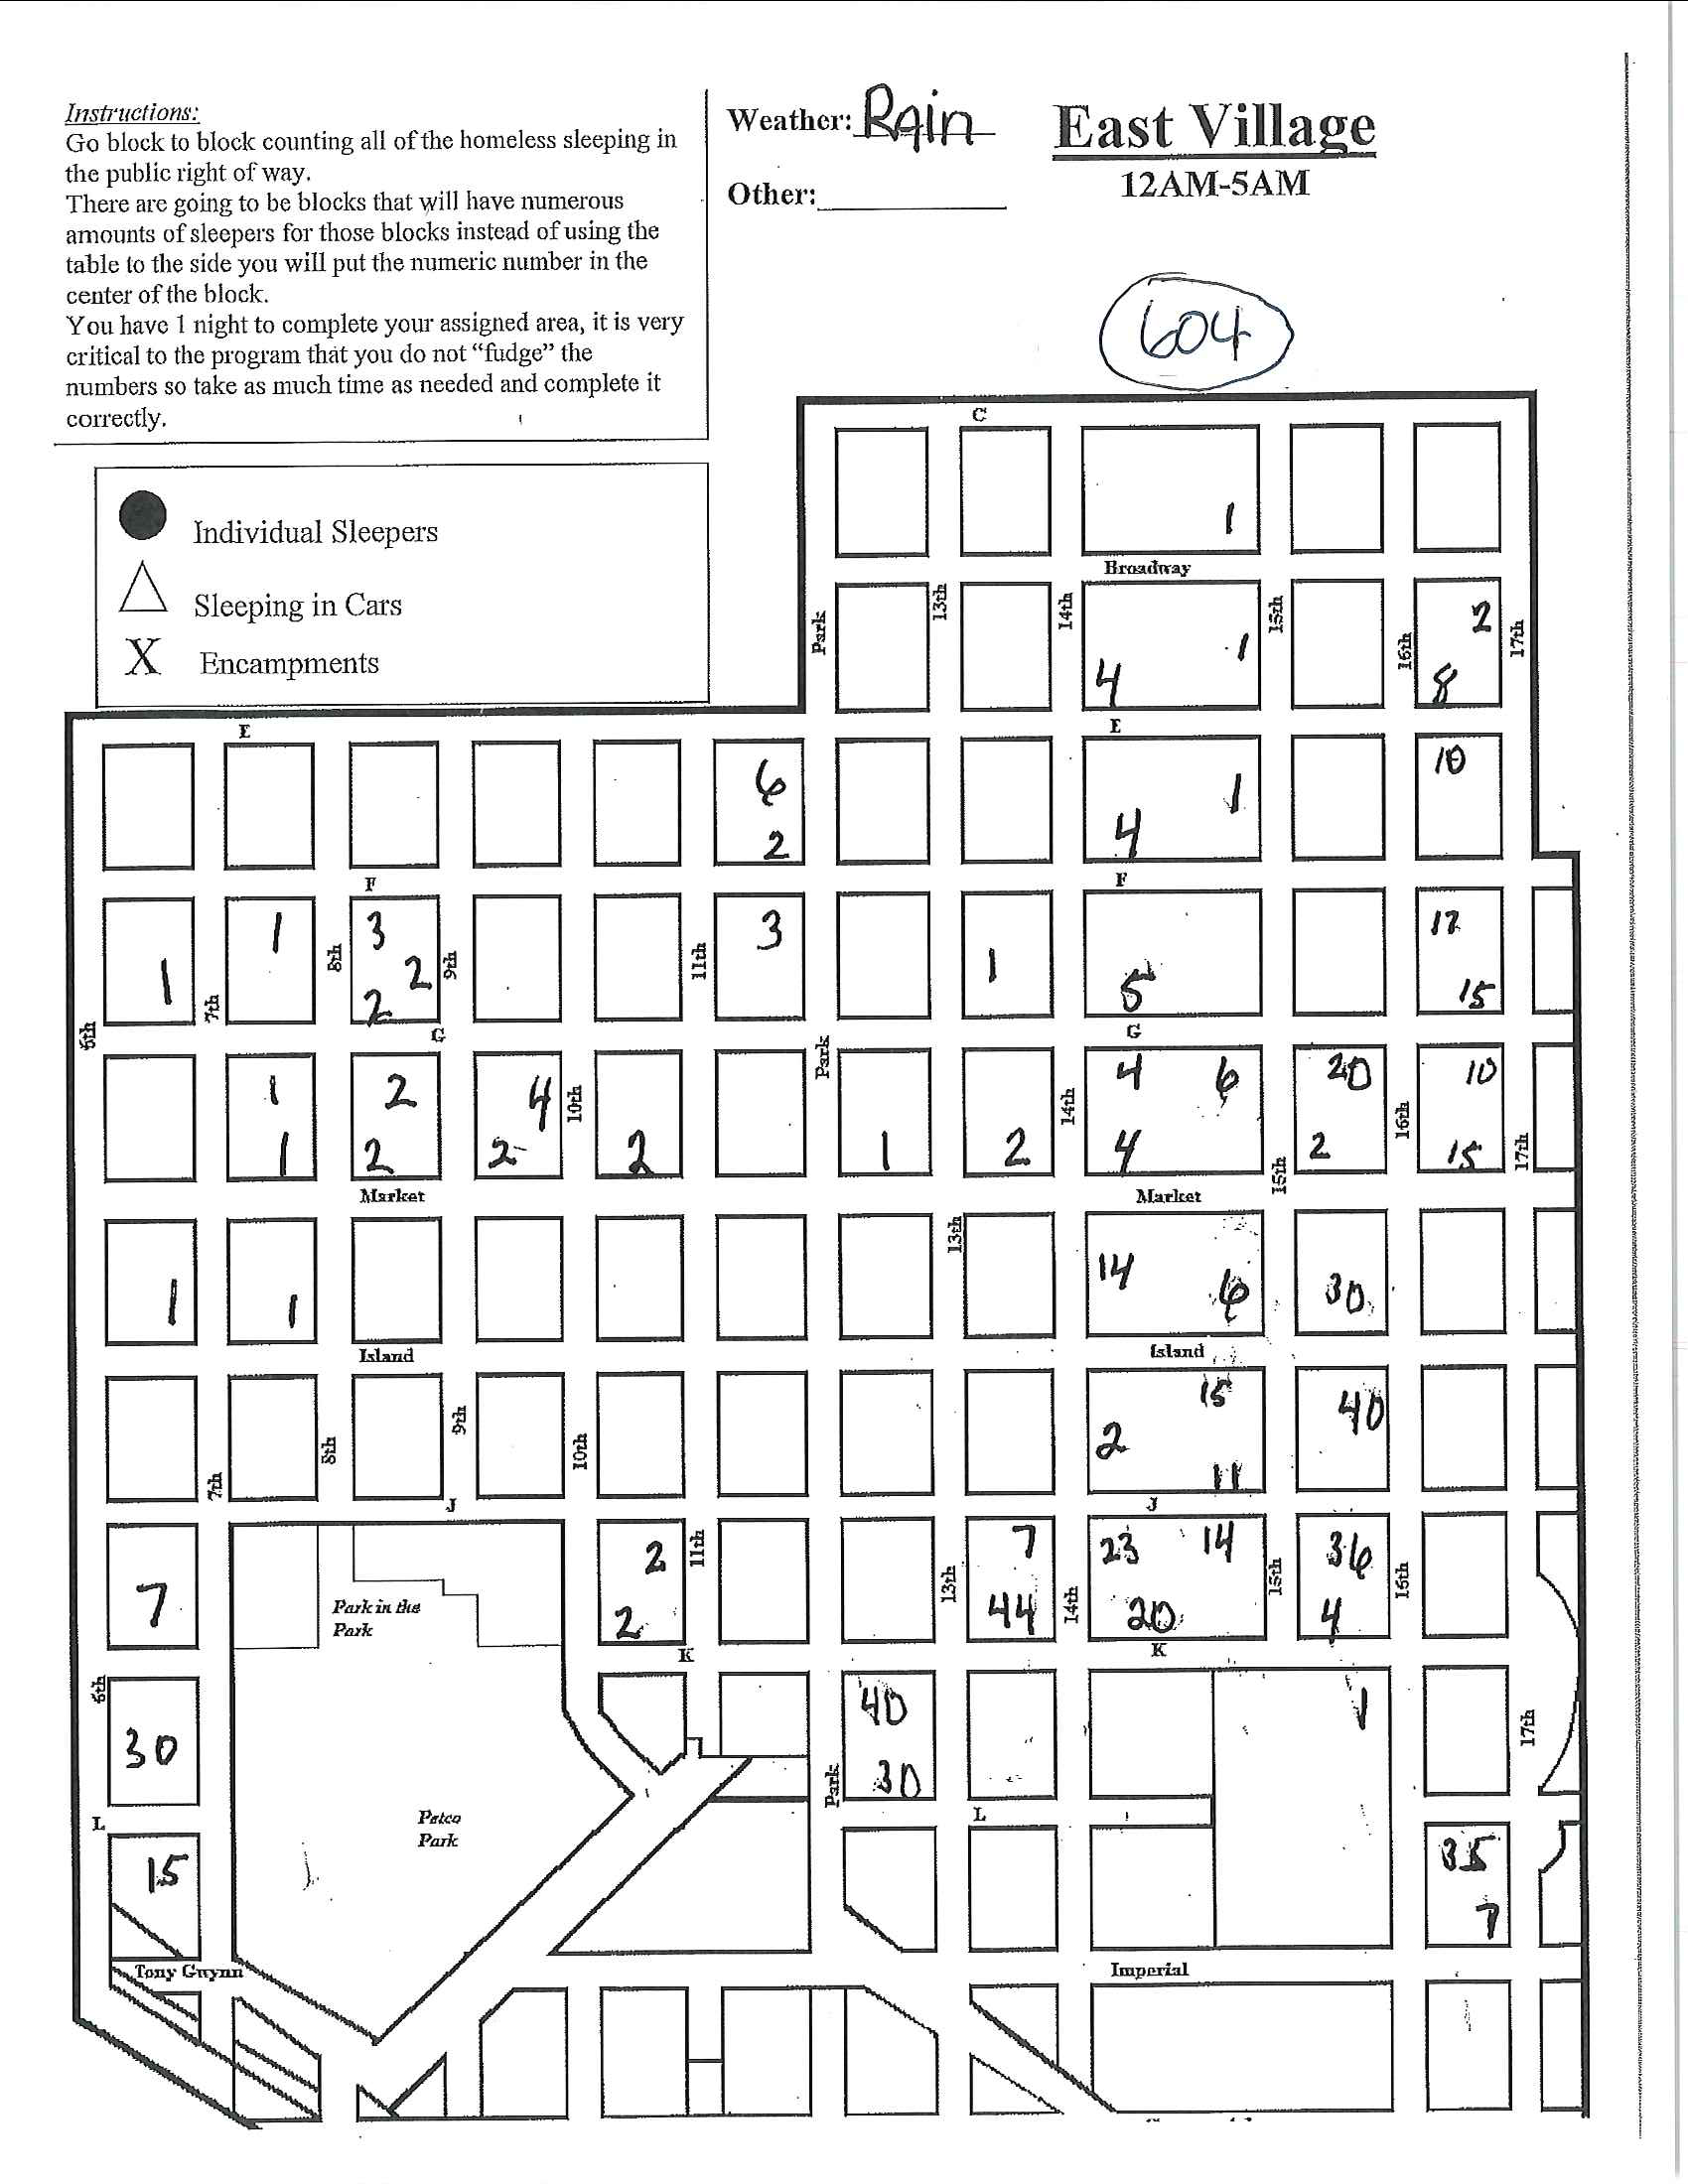 Instructions:
Go block to block counting all of the homeless sleeping in
the public right of way.
There are going to be blocks that will have numerous
amounts of sleepers for those blocks instead of using the
table to the side you will put the numeric number in the
center of the block.
You have 1 night to complete your assigned area, it is very
critical to the program that you do not “fudge” the
numbers so take as much time as needed and complete it
correctly.
Weather: Rain
Other:
East Village
12AM-5AM
604
Individual Sleepers
Sleeping in Cars
X Encampments
C
1
Broadway
Park 13th 14th 15th 16th 17th
1 2
4 8
E E
6 1 10
2 4
F F
1 3 3 12
1 2 2 1 5 15
6th 7th 8th 9th 11th
G G
1 2 4 4 6 20 10
1 2 2 2 1 2 4 2 15
10th Park 14th 15th 16th 17th
Market Market
13th
14
1 1 6 30
Island Island
15 40
2
11
7th 8th 9th 10th
J J
2 7 23 14 36
7 2 44 20 4
11th 13th 14th 15th 16th
Park in the
Park
K K
6th
40 1
30 30
Park 17th
L L
Petco
Park
15 35
7
Tony Gwynn Imperial